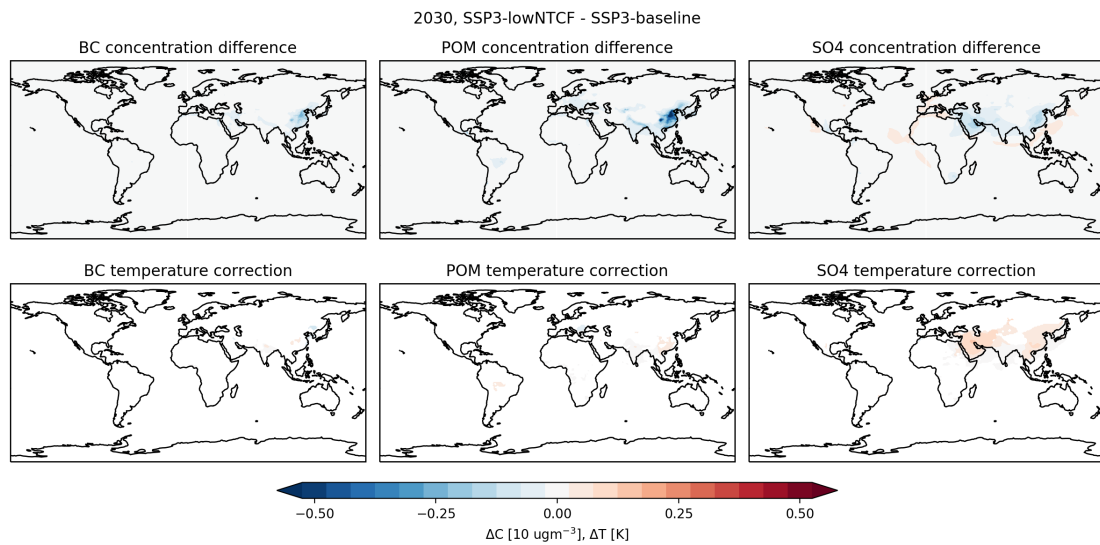 2030, SSP3-lowNTCF - SSP3-baseline
BC concentration difference
POM concentration difference
SO4 concentration difference
BC temperature correction
POM temperature correction
SO4 temperature correction
−0.50 −0.25 0.00 0.25 0.50
ΔC [10 ugm⁻³], ΔT [K]